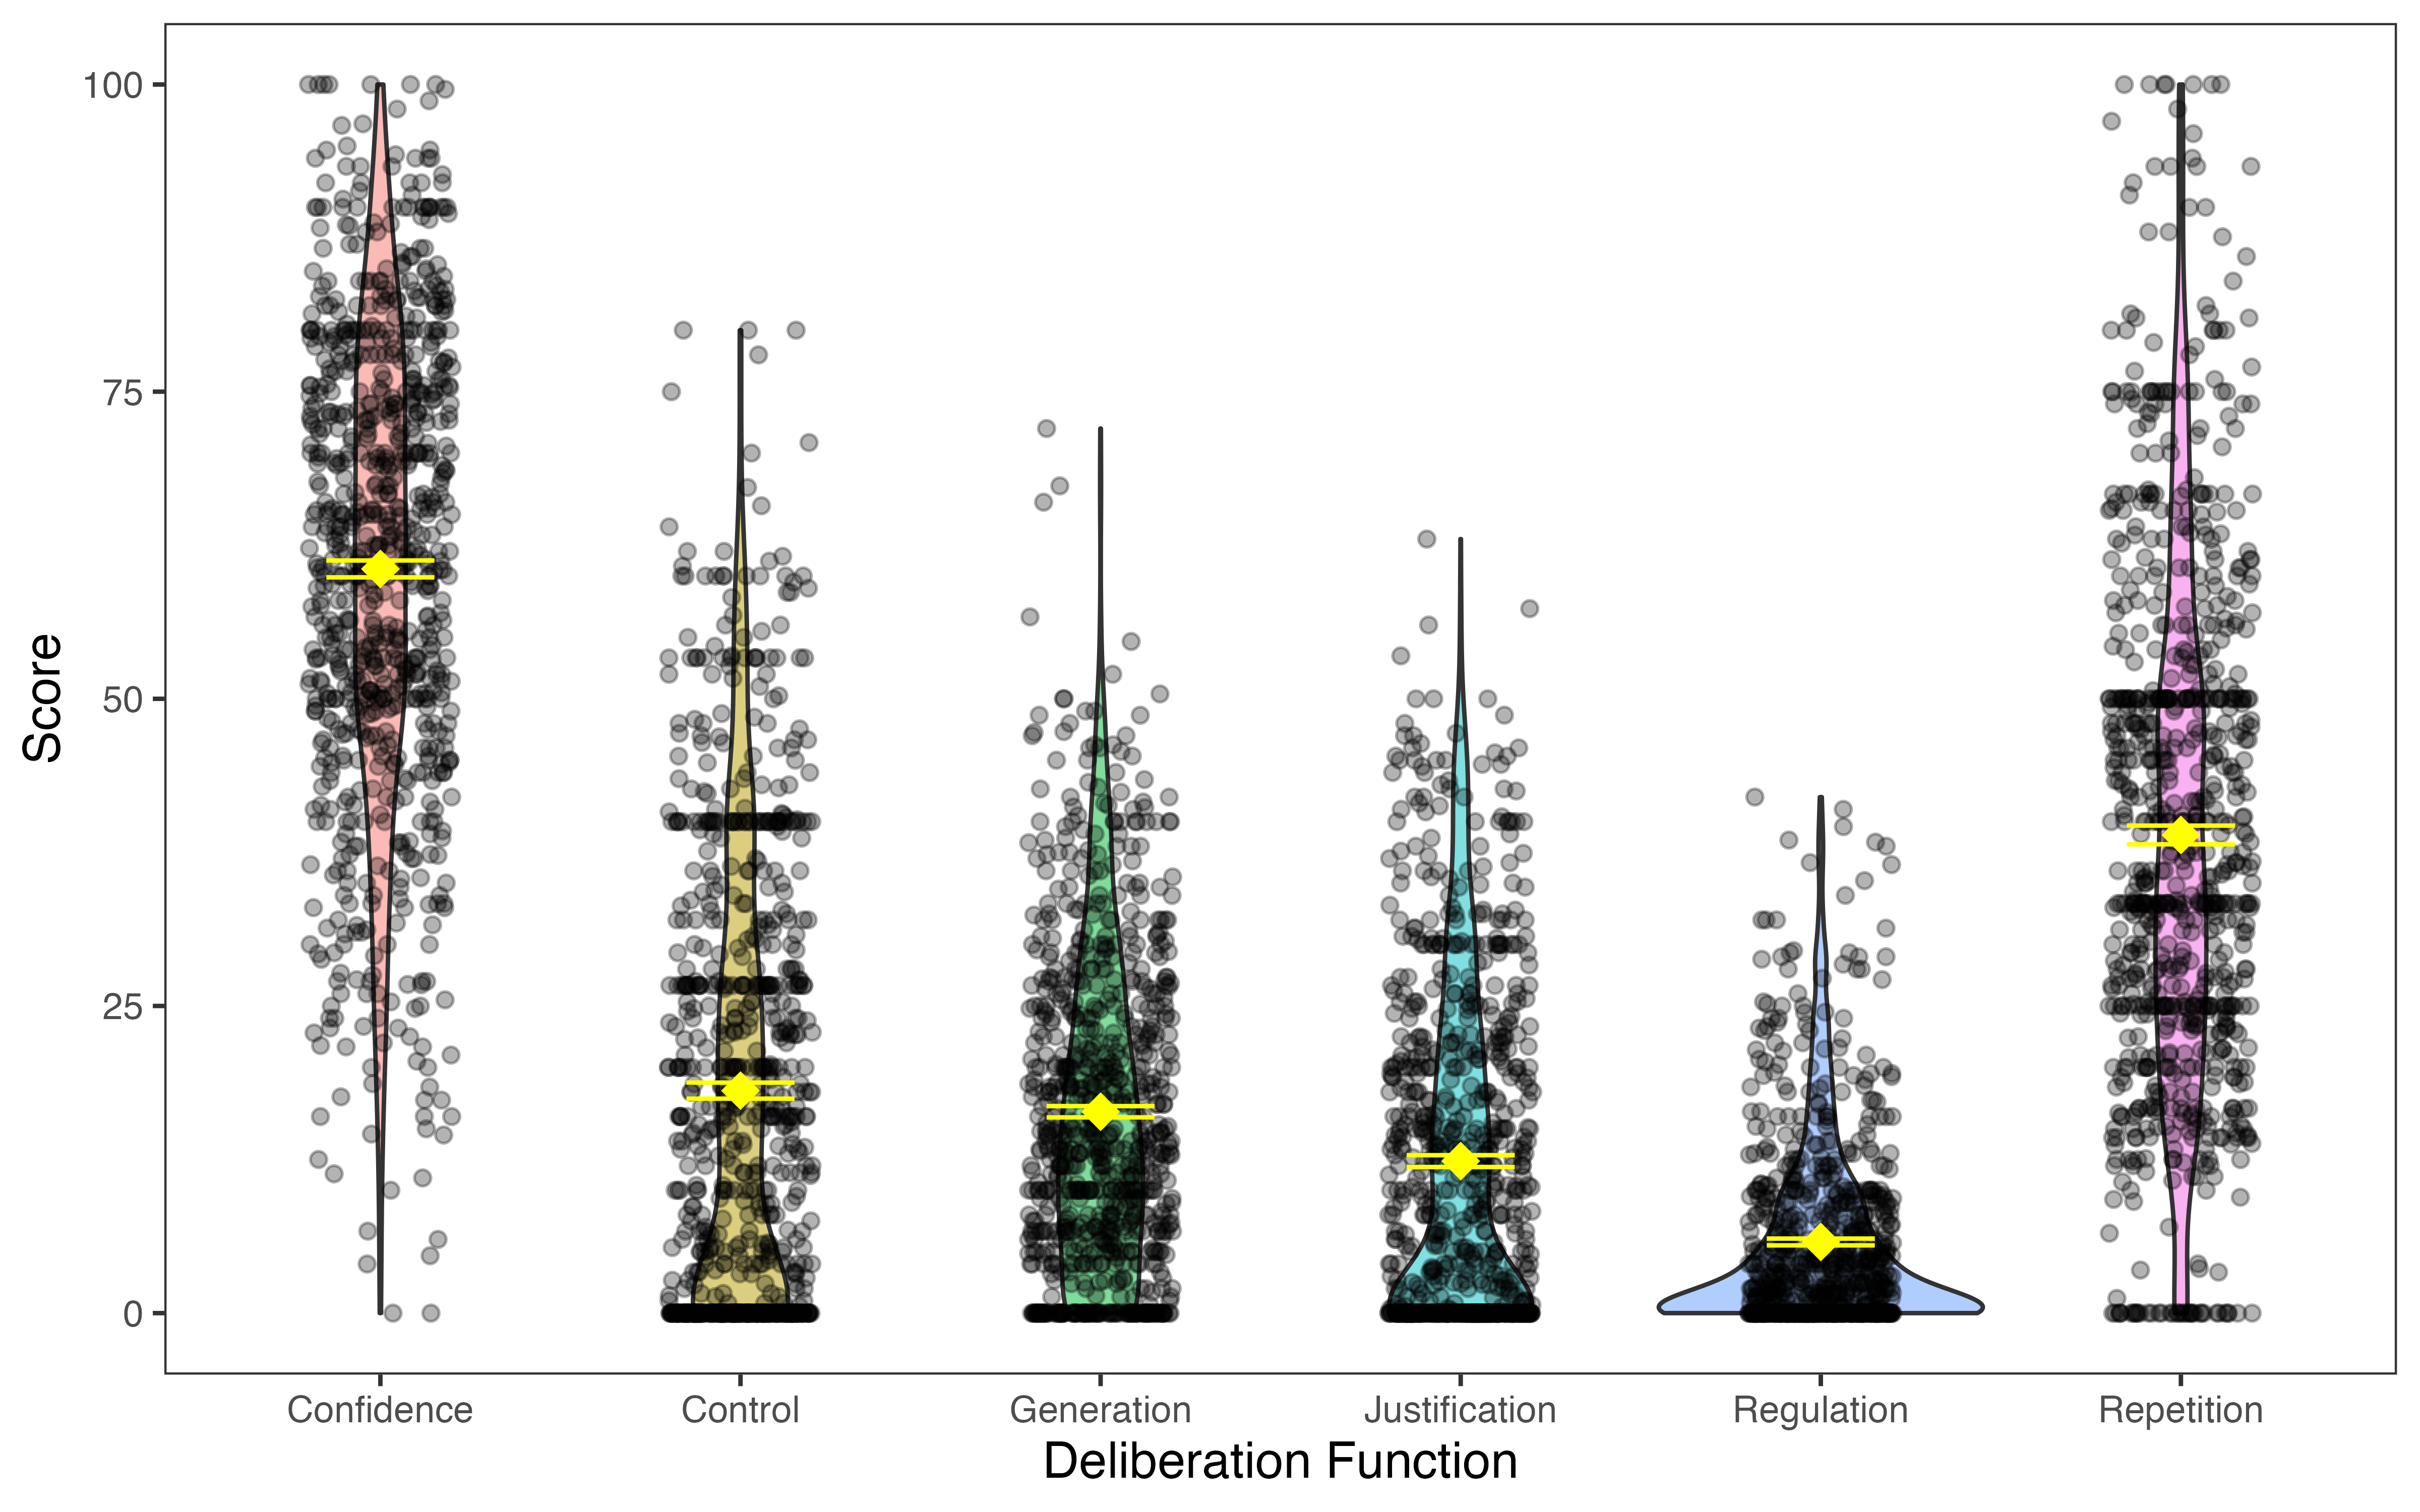 Score
100
75
50
25
0
Confidence
Control
Generation
Justification
Regulation
Repetition
Deliberation Function